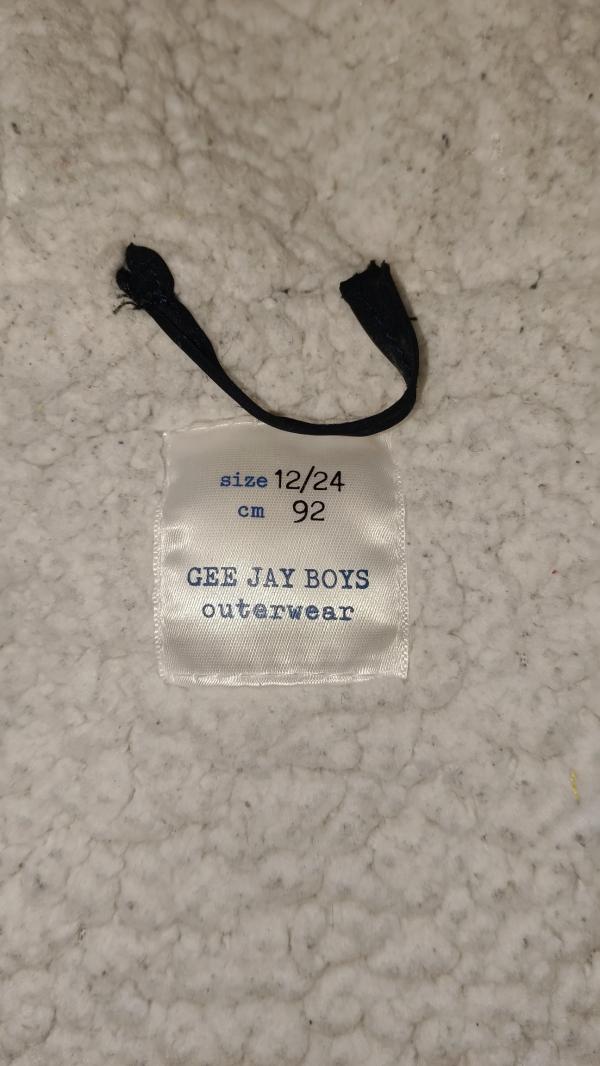 size 12/24
cm 92
GEE JAY BOYS
outerwear